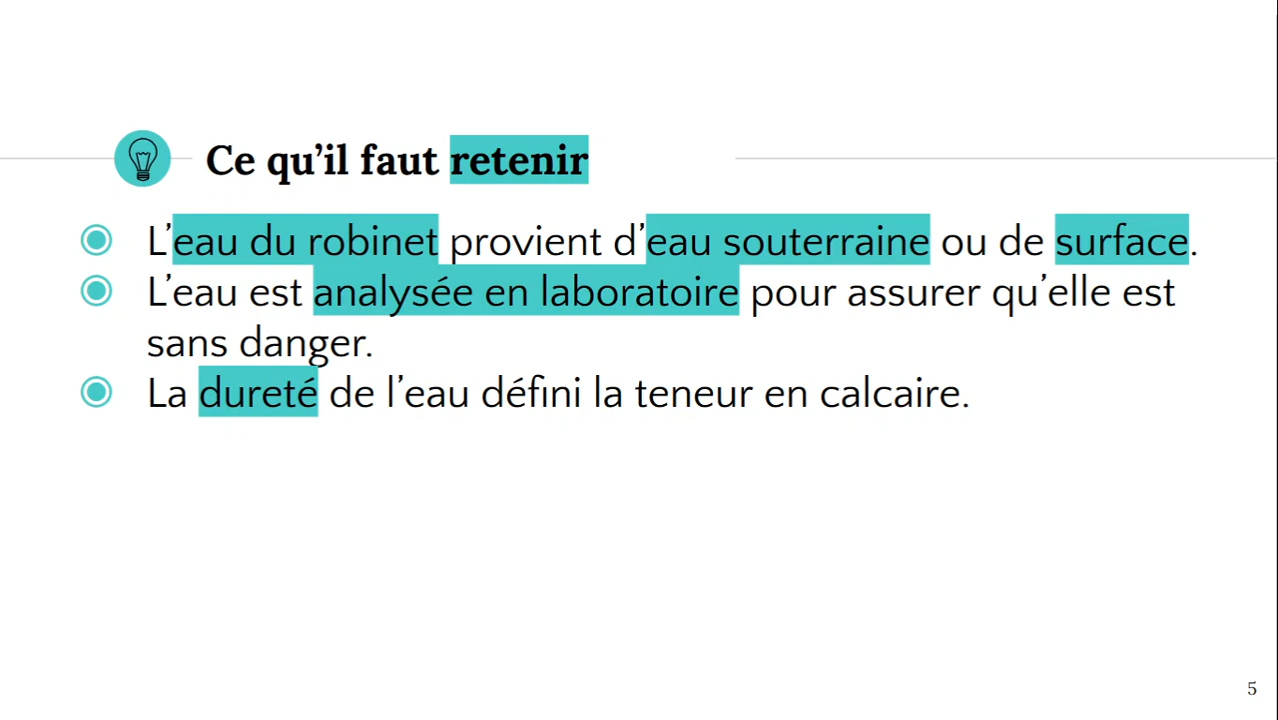 Ce qu’il faut retenir
L’eau du robinet provient d’eau souterraine ou de surface.
L’eau est analysée en laboratoire pour assurer qu’elle est
sans danger.
La dureté de l’eau défini la teneur en calcaire.
5